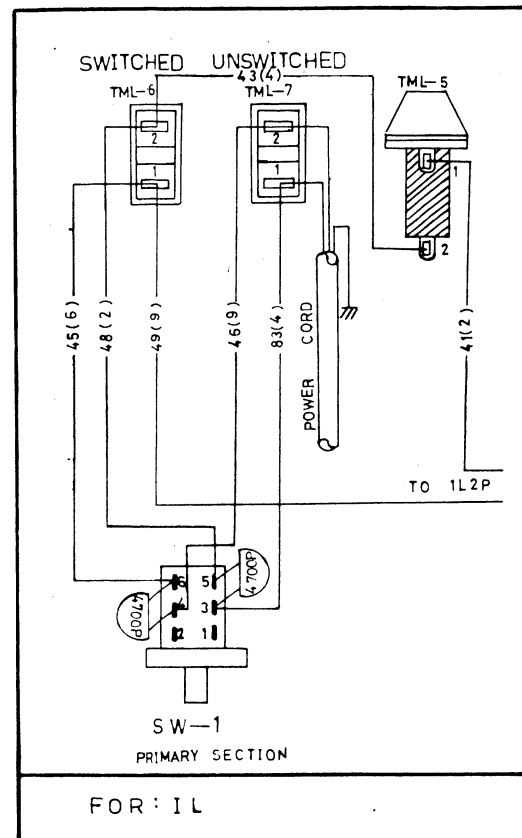 SWITCHED UNSWITCHED
43(4)
TML-6
TML-7
TML-5
2
2
1
1
1
2
45(6)
48(2)
49(9)
46(9)
83(4)
POWER CORD
41(2)
TO 1L2P
6 5
4700P
4700P
4 3
2 1
SW-1
PRIMARY SECTION
FOR: IL